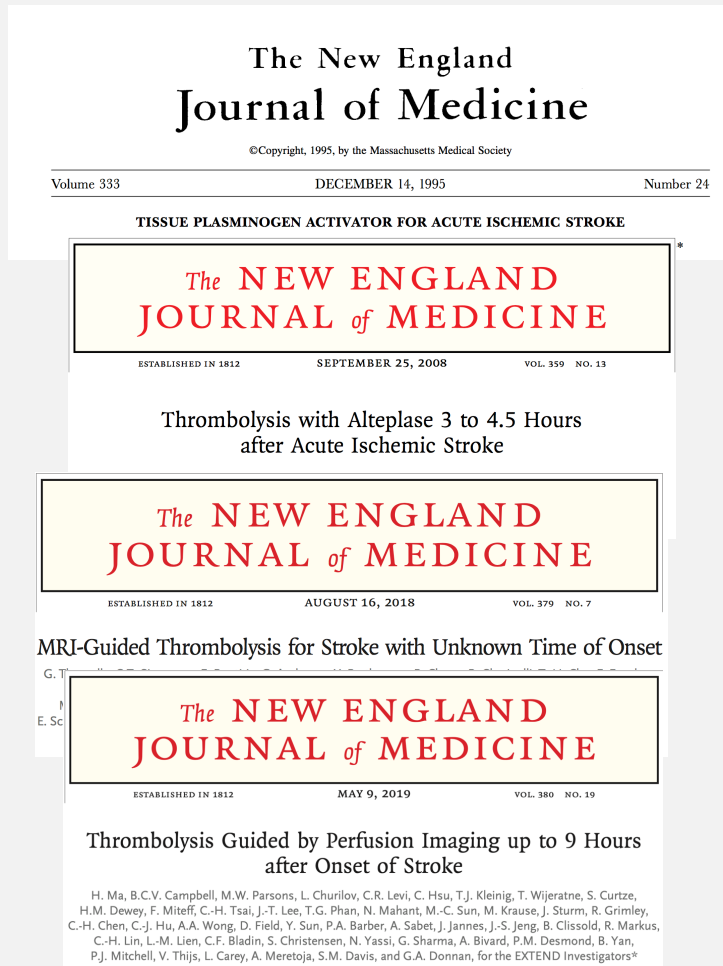 The New England
Journal of Medicine
©Copyright, 1995, by the Massachusetts Medical Society
Volume 333 DECEMBER 14, 1995 Number 24
TISSUE PLASMINOGEN ACTIVATOR FOR ACUTE ISCHEMIC STROKE
*
The NEW ENGLAND
JOURNAL of MEDICINE
ESTABLISHED IN 1812 SEPTEMBER 25, 2008 VOL. 359 NO. 13
Thrombolysis with Alteplase 3 to 4.5 Hours
after Acute Ischemic Stroke
The NEW ENGLAND
JOURNAL of MEDICINE
ESTABLISHED IN 1812 AUGUST 16, 2018 VOL. 379 NO. 7
MRI-Guided Thrombolysis for Stroke with Unknown Time of Onset
G.
E.
The NEW ENGLAND
JOURNAL of MEDICINE
ESTABLISHED IN 1812 MAY 9, 2019 VOL. 380 NO. 19
Thrombolysis Guided by Perfusion Imaging up to 9 Hours
after Onset of Stroke
H. Ma, B.C.V. Campbell, M.W. Parsons, L. Churilov, C.R. Levi, C. Hsu, T.J. Kleinig, T. Wijeratne, S. Curtze,
H.M. Dewey, F. Miteff, C.-H. Tsai, J.-T. Lee, T.G. Phan, N. Mahant, M.-C. Sun, M. Krause, J. Sturm, R. Grimley,
C.-H. Chen, C.-J. Hu, A.A. Wong, D. Field, Y. Sun, P.A. Barber, A. Sabet, J. Jannes, J.-S. Jeng, B. Clissold, R. Markus,
C.-H. Lin, L.-M. Lien, C.F. Bladin, S. Christensen, N. Yassi, G. Sharma, A. Bivard, P.M. Desmond, B. Yan,
P.J. Mitchell, V. Thijs, L. Carey, A. Meretoja, S.M. Davis, and G.A. Donnan, for the EXTEND Investigators*